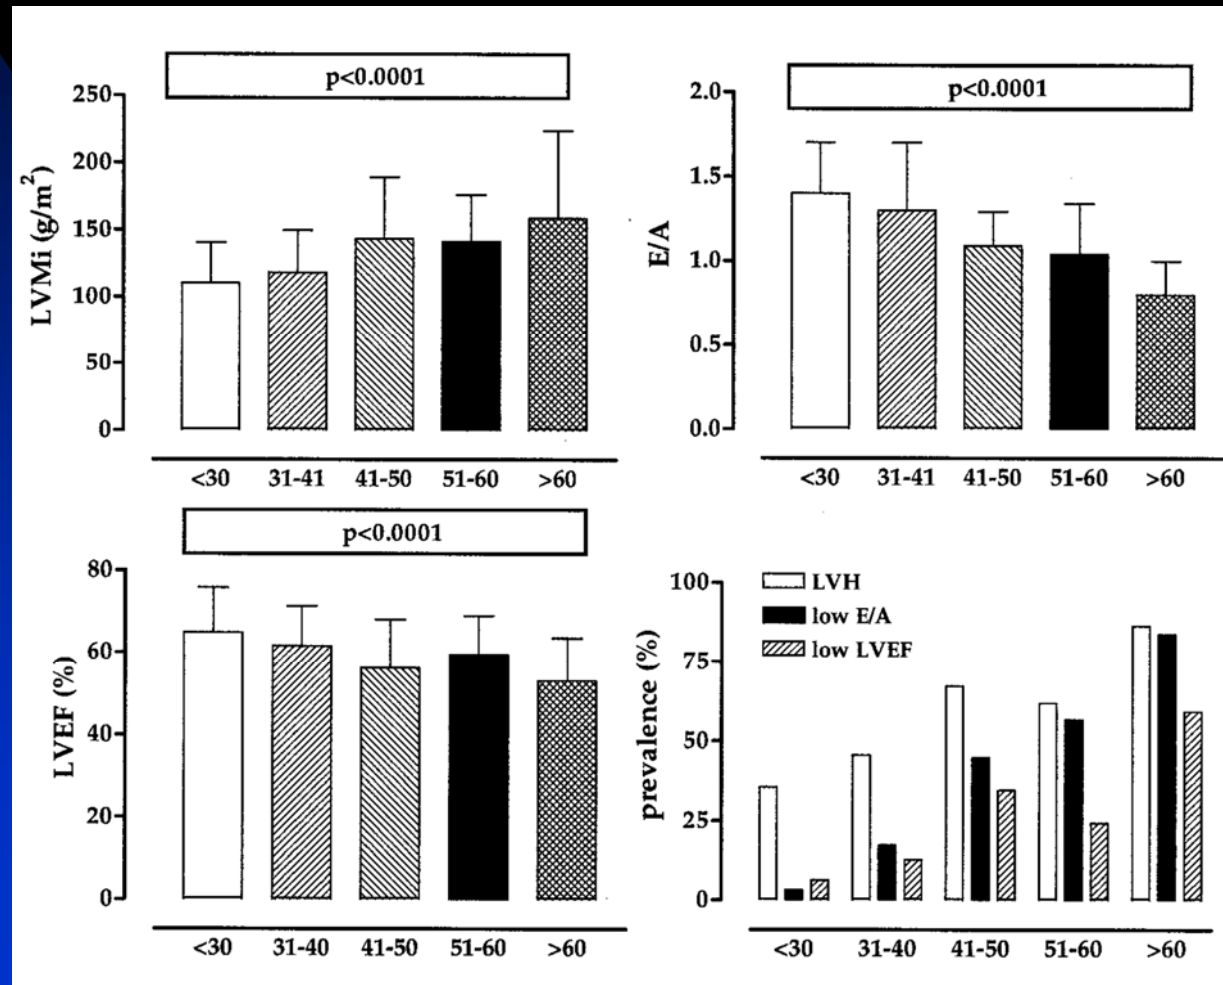 p<0.0001
LVMi (g/m²)
250
200
150
100
50
0
<30 31-41 41-50 51-60 >60
p<0.0001
E/A
2.0
1.5
1.0
0.5
0.0
<30 31-41 41-50 51-60 >60
p<0.0001
LVEF (%)
80
60
40
20
0
<30 31-40 41-50 51-60 >60
prevalence (%)
100
75
50
25
0
LVH
low E/A
low LVEF
<30 31-40 41-50 51-60 >60